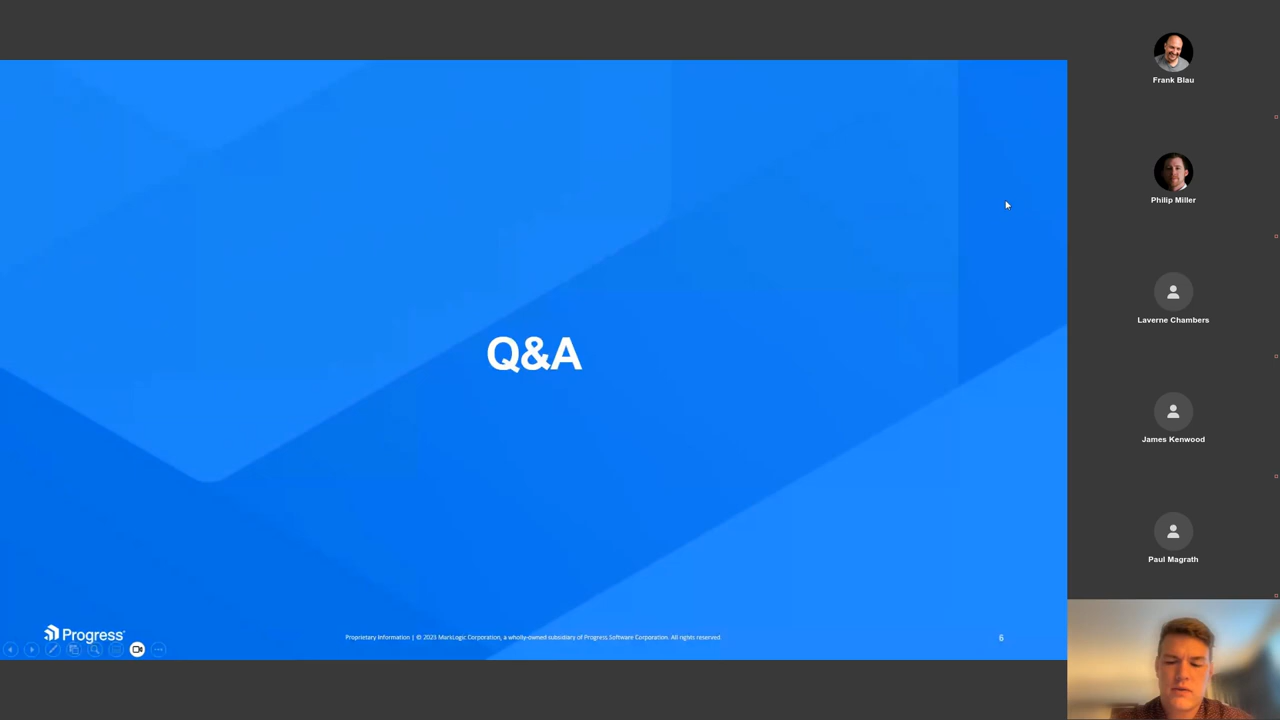 Frank Blau
Philip Miller
Laverne Chambers
James Kenwood
Paul Magrath
Q&A
Progress
Proprietary Information | © 2023 MarkLogic Corporation, a wholly-owned subsidiary of Progress Software Corporation. All rights reserved.
6